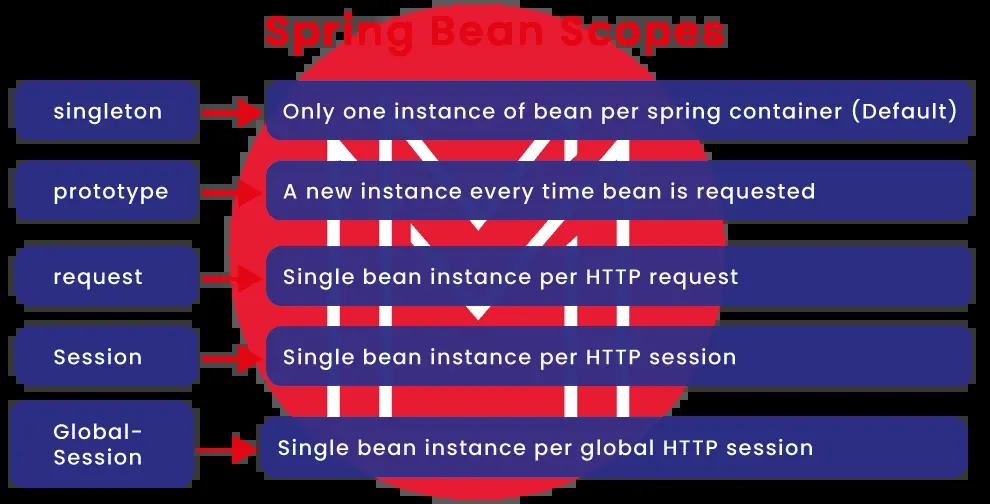 Spring Bean Scopes
singleton
Only one instance of bean per spring container (Default)
prototype
A new instance every time bean is requested
request
Single bean instance per HTTP request
Session
Single bean instance per HTTP session
Global-
Session
Single bean instance per global HTTP session